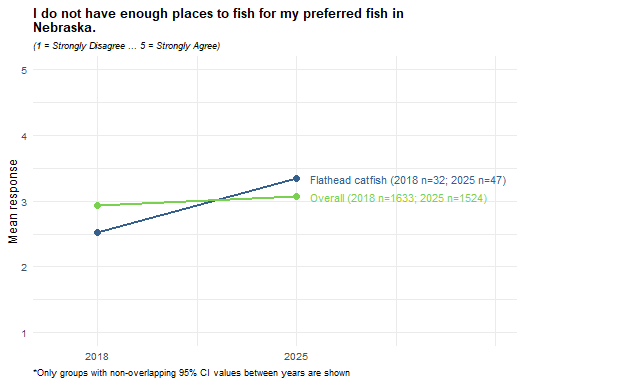 I do not have enough places to fish for my preferred fish in
Nebraska.
(1 = Strongly Disagree ... 5 = Strongly Agree)
5
4
3
2
1
Mean response
Flathead catfish (2018 n=32; 2025 n=47)
Overall (2018 n=1633; 2025 n=1524)
2018 2025
*Only groups with non-overlapping 95% CI values between years are shown